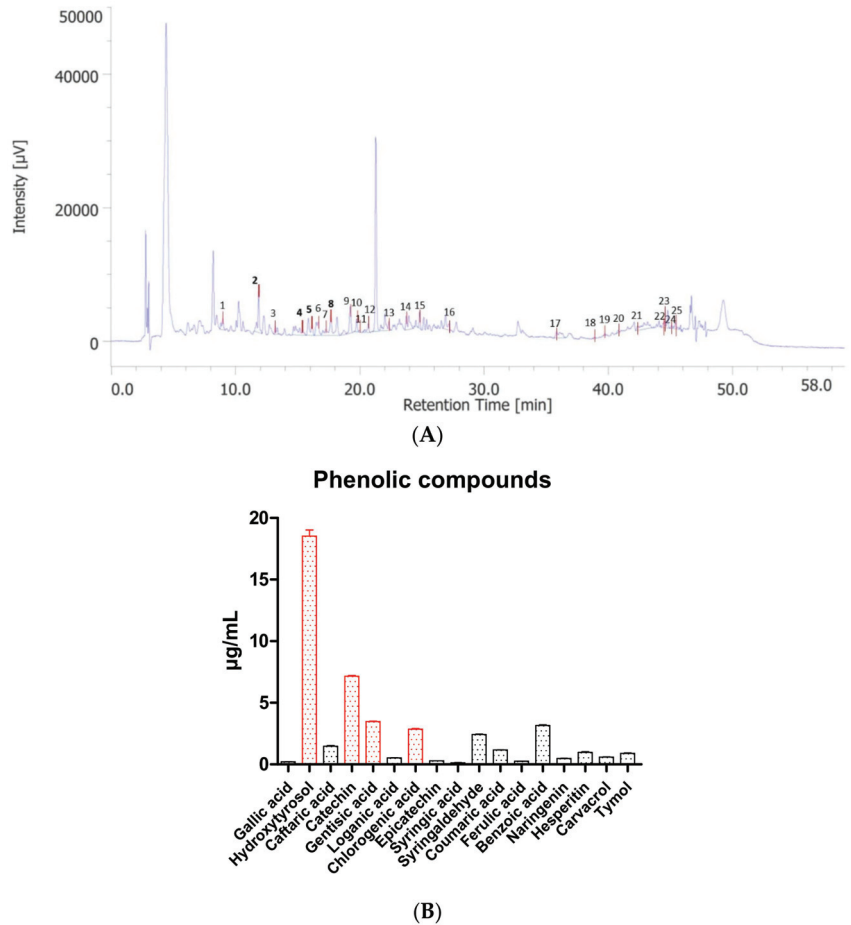 50000
40000
20000
0
Intensity [µV]
1
2
3
4
5
6
7
8
9
10
11
12
13
14
15
16
17
18
19
20
21
22
23
24
25
0.0 10.0 20.0 30.0 40.0 50.0 58.0
Retention Time [min]
(A)
Phenolic compounds
20
15
10
5
0
µg/mL
Gallic acid
Hydroxytyrosol
Caftaric acid
Catechin
Gentisic acid
Loganic acid
Chlorogenic acid
Epicatechin
Syringic acid
Syringaldehyde
Coumaric acid
Ferulic acid
Benzoic acid
Naringenin
Hesperitin
Carvacrol
Tymol
(B)